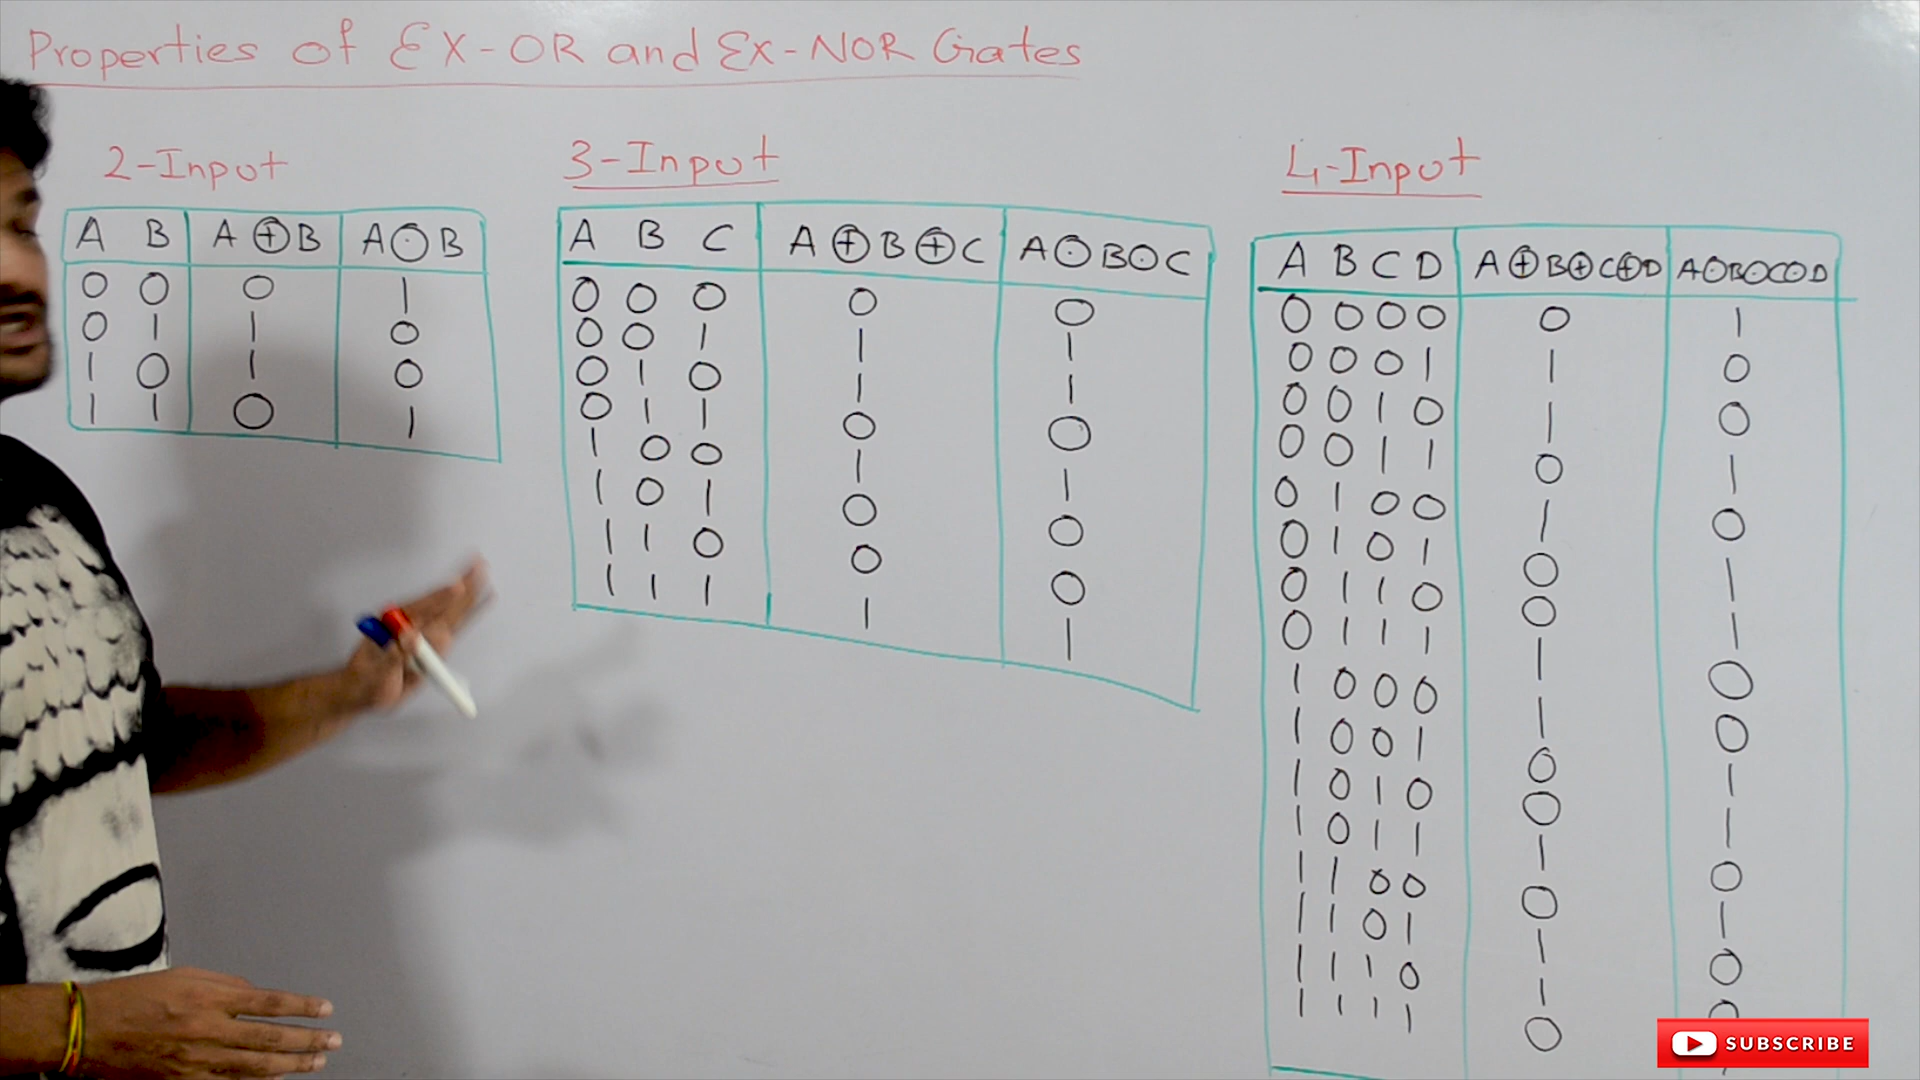 Properties of EX-OR and EX-NOR Gates
2-Input
A B A⊕B A⊙B
0 0 0 1
0 1 1 0
1 0 1 0
1 1 0 1
3-Input
A B C A⊕B⊕C A⊙B⊙C
0 0 0 0 0
0 0 1 1 1
0 1 0 1 1
0 1 1 0 0
1 0 0 1 1
1 0 1 0 0
1 1 0 0 0
1 1 1 1 1
4-Input
A B C D A⊕B⊕C⊕D A⊙B⊙C⊙D
0 0 0 0 0 1
0 0 0 1 1 0
0 0 1 0 1 0
0 0 1 1 0 1
0 1 0 0 1 0
0 1 0 1 0 1
0 1 1 0 0 1
0 1 1 1 1 0
1 0 0 0 1 0
1 0 0 1 0 1
1 0 1 0 0 1
1 0 1 1 1 0
1 1 0 0 0 1
1 1 0 1 1 0
1 1 1 0 1 0
1 1 1 1 0
SUBSCRIBE